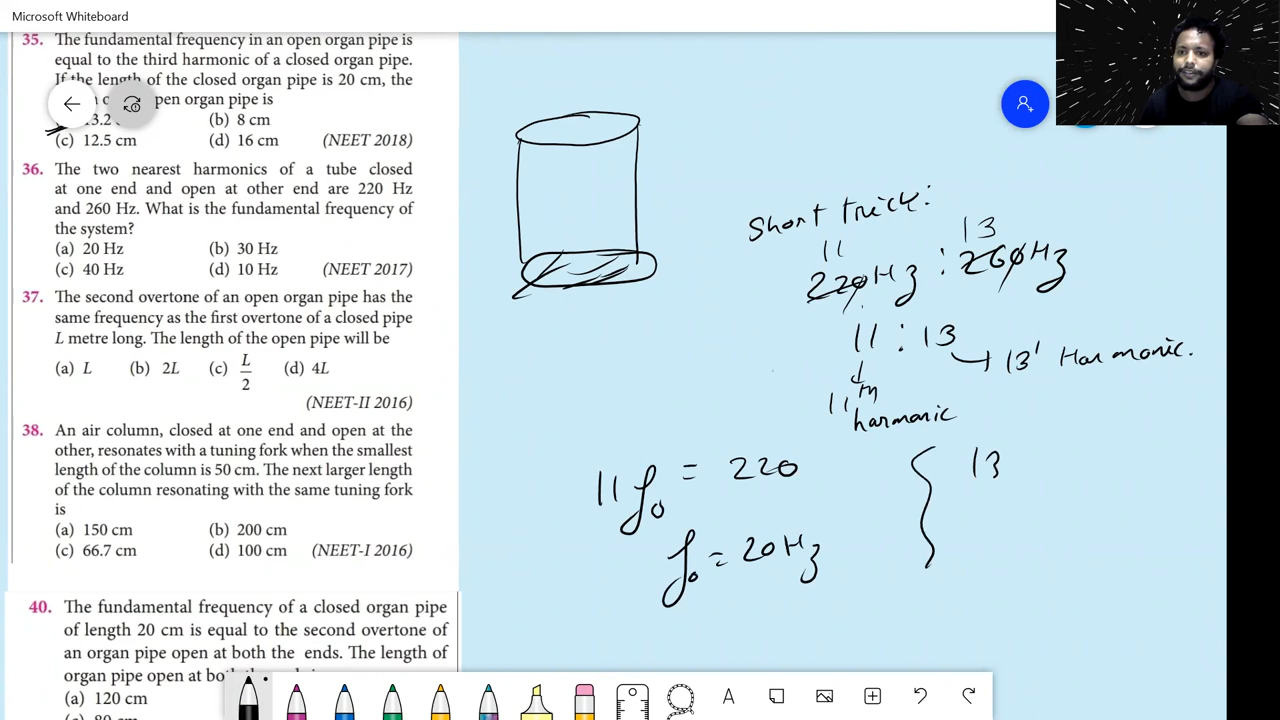 Microsoft Whiteboard
35. The fundamental frequency in an open organ pipe is
equal to the third harmonic of a closed organ pipe.
If the length of the closed organ pipe is 20 cm, the
pen organ pipe is
13.2
(b) 8 cm
(c) 12.5 cm
(d) 16 cm
(NEET 2018)
36. The two nearest harmonics of a tube closed
at one end and open at other end are 220 Hz
and 260 Hz. What is the fundamental frequency of
the system?
(a) 20 Hz
(b) 30 Hz
(c) 40 Hz
(d) 10 Hz
(NEET 2017)
37. The second overtone of an open organ pipe has the
same frequency as the first overtone of a closed pipe
L metre long. The length of the open pipe will be
(a) L (b) 2L (c) L/2 (d) 4L
(NEET-II 2016)
38. An air column, closed at one end and open at the
other, resonates with a tuning fork when the smallest
length of the column is 50 cm. The next larger length
of the column resonating with the same tuning fork
is
(a) 150 cm
(b) 200 cm
(c) 66.7 cm
(d) 100 cm
(NEET-I 2016)
40. The fundamental frequency of a closed organ pipe
of length 20 cm is equal to the second overtone of
an organ pipe open at both the ends. The length of
organ pipe open at
(a) 120 cm
Short trick:
11 13
220Hz : 260Hz
11 : 13
13' Harmonic.
11th
harmonic
11f₀ = 220
f₀ = 20Hz
13